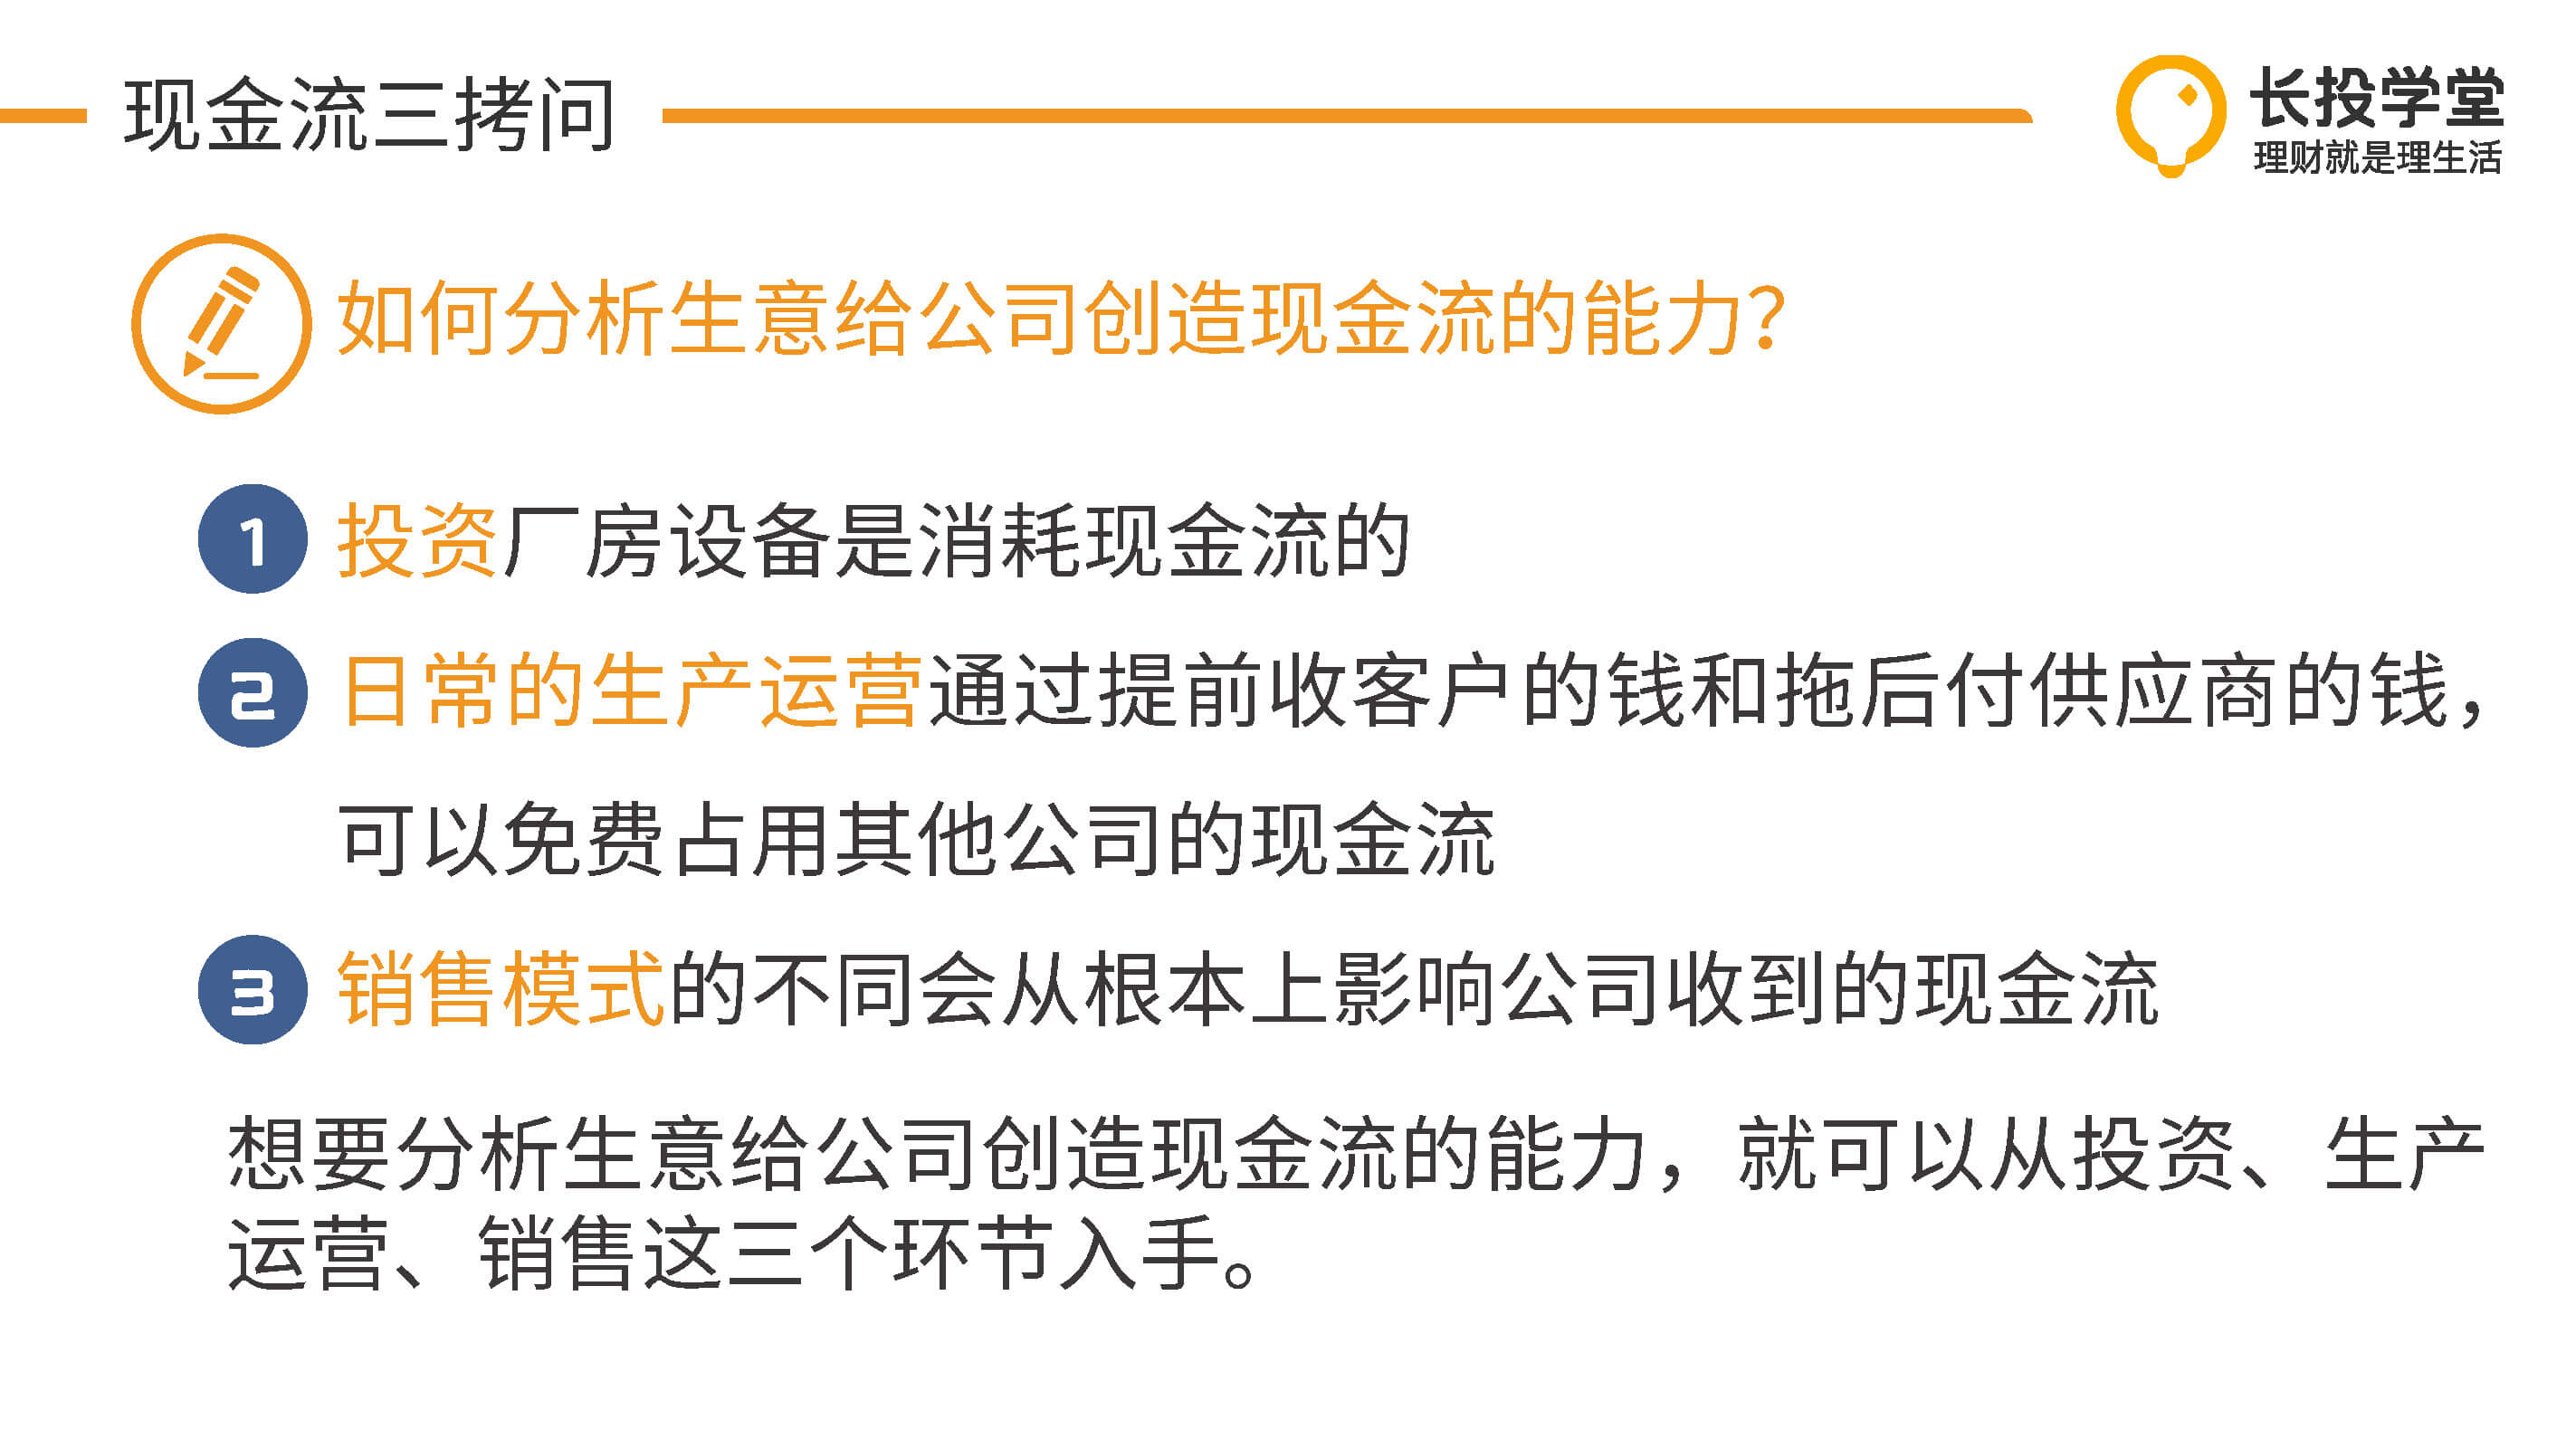 现金流三拷问
长投学堂
理财就是理生活
如何分析生意给公司创造现金流的能力？
1 投资厂房设备是消耗现金流的
2 日常的生产运营通过提前收客户的钱和拖后付供应商的钱，
可以免费占用其他公司的现金流
3 销售模式的不同会从根本上影响公司收到的现金流
想要分析生意给公司创造现金流的能力，就可以从投资、生产
运营、销售这三个环节入手。